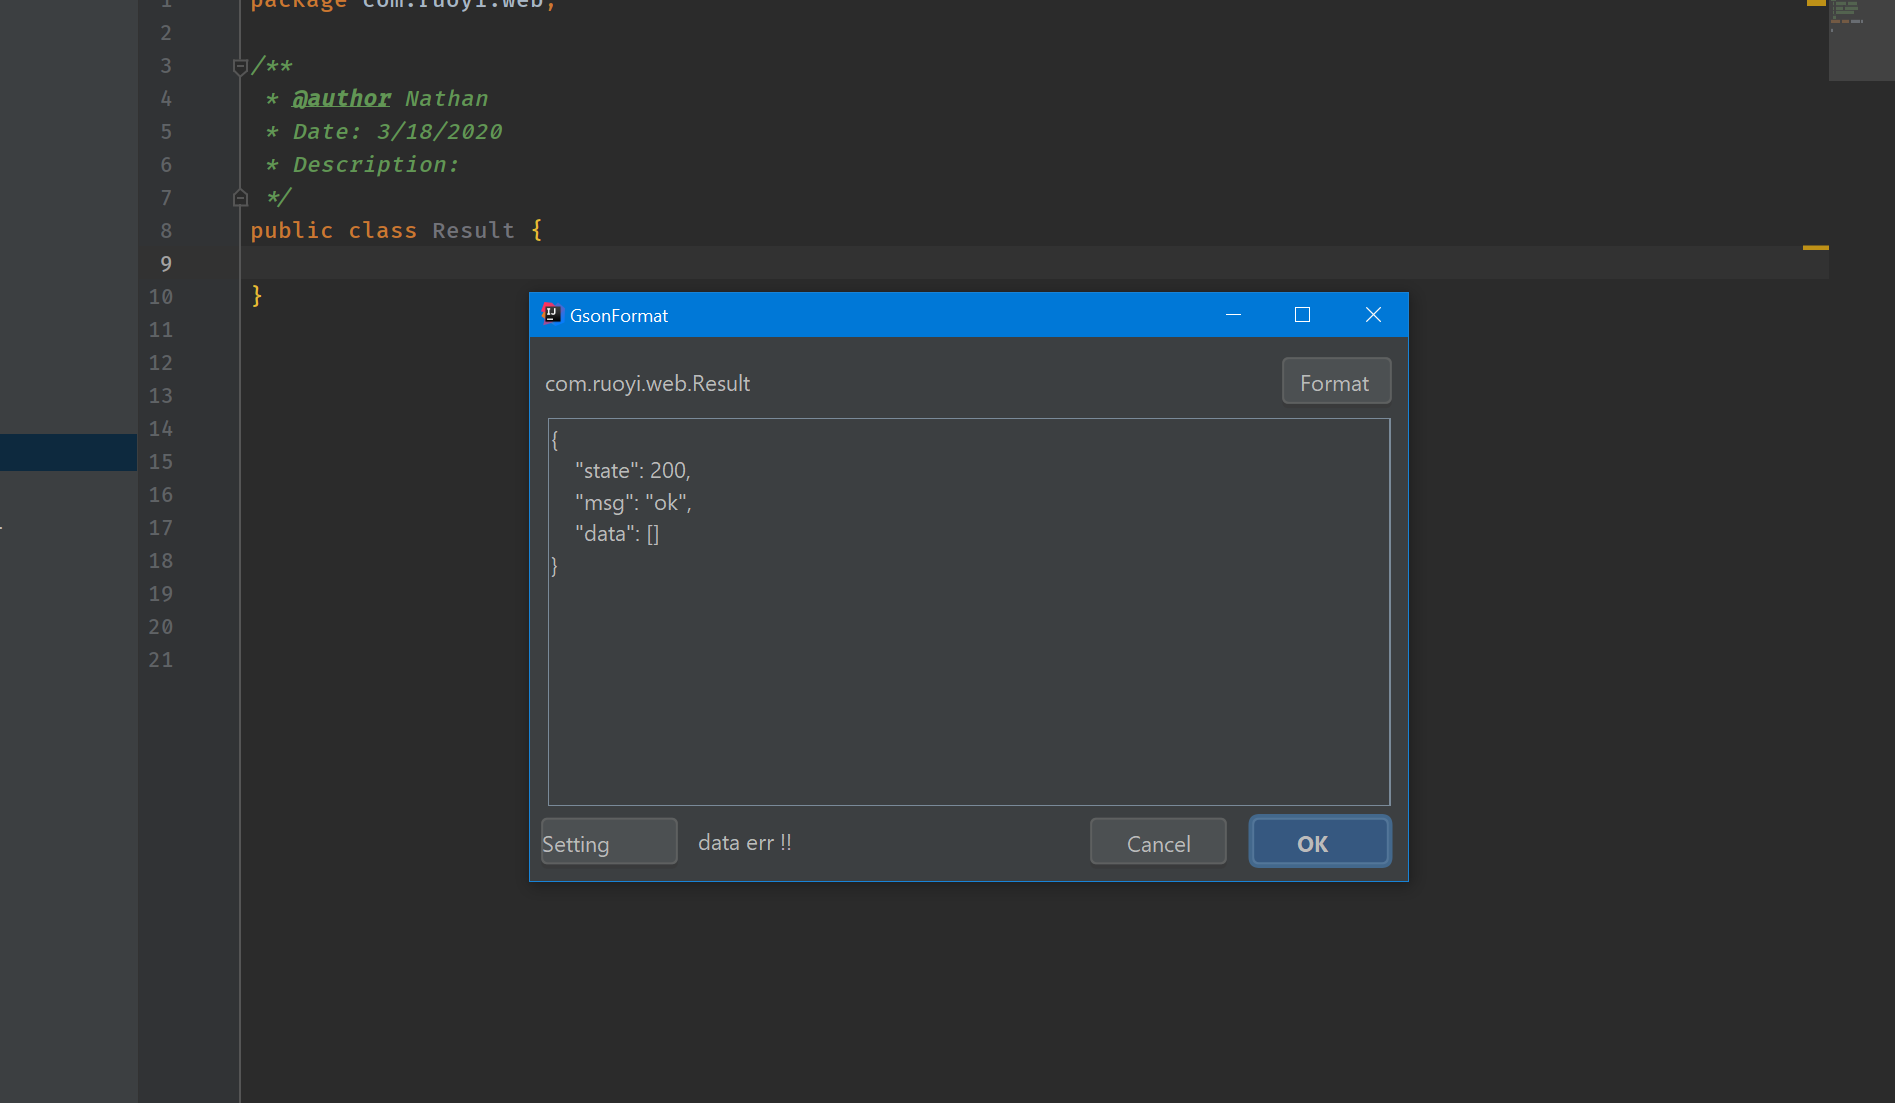 1 package com.ruoyi.web;
2
3 /**
4 * @author Nathan
5 * Date: 3/18/2020
6 * Description:
7 */
8 public class Result {
9
10 }
11
12
13
14
15
16
17
18
19
20
21
GsonFormat
com.ruoyi.web.Result
Format
{
"state": 200,
"msg": "ok",
"data": []
}
Setting
data err !!
Cancel
OK